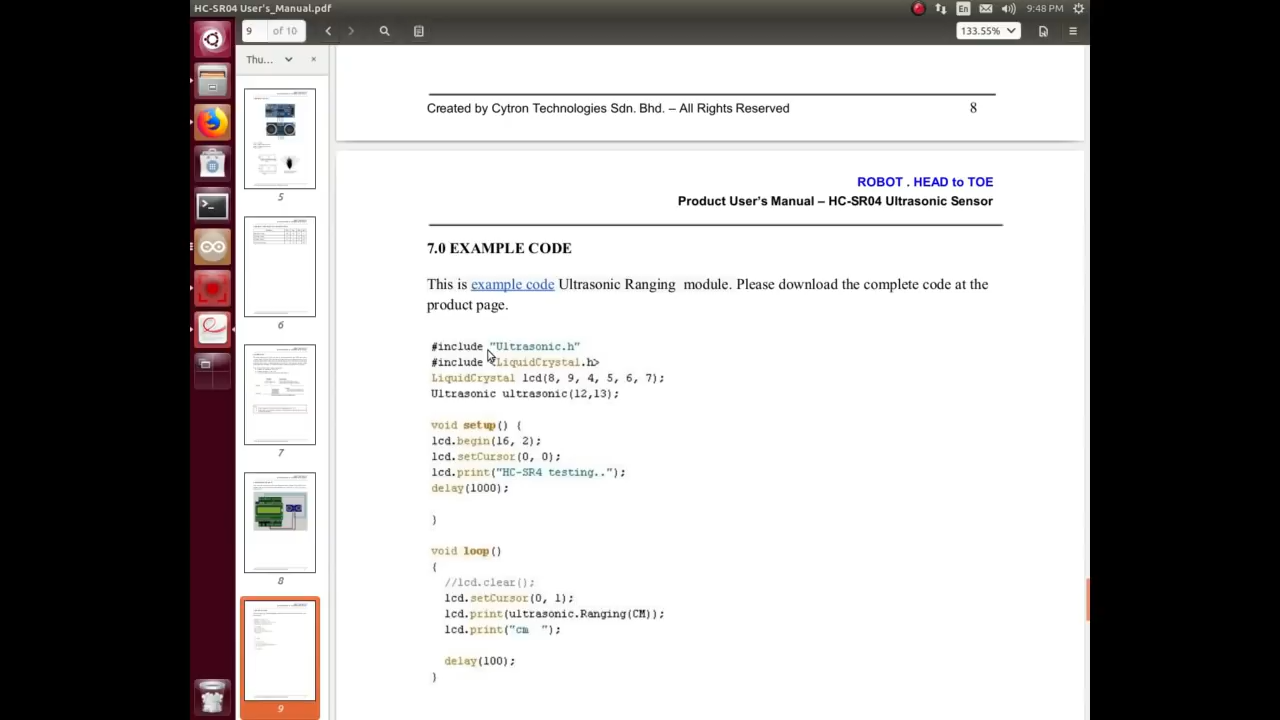 HC-SR04 User's_Manual.pdf
En
9:48 PM
9
of 10
133.55%
Thu...
5
6
7
8
9
Created by Cytron Technologies Sdn. Bhd. – All Rights Reserved 8
ROBOT . HEAD to TOE
Product User's Manual – HC-SR04 Ultrasonic Sensor
7.0 EXAMPLE CODE
This is example code Ultrasonic Ranging module. Please download the complete code at the
product page.
#include "Ultrasonic.h"
#include <LiquidCrystal.h>
LiquidCrystal lcd(8, 9, 4, 5, 6, 7);
Ultrasonic ultrasonic(12,13);
void setup() {
lcd.begin(16, 2);
lcd.setCursor(0, 0);
lcd.print("HC-SR4 testing..");
delay(1000);
}
void loop()
{
//lcd.clear();
lcd.setCursor(0, 1);
lcd.print(ultrasonic.Ranging(CM));
lcd.print("cm  ");
delay(100);
}